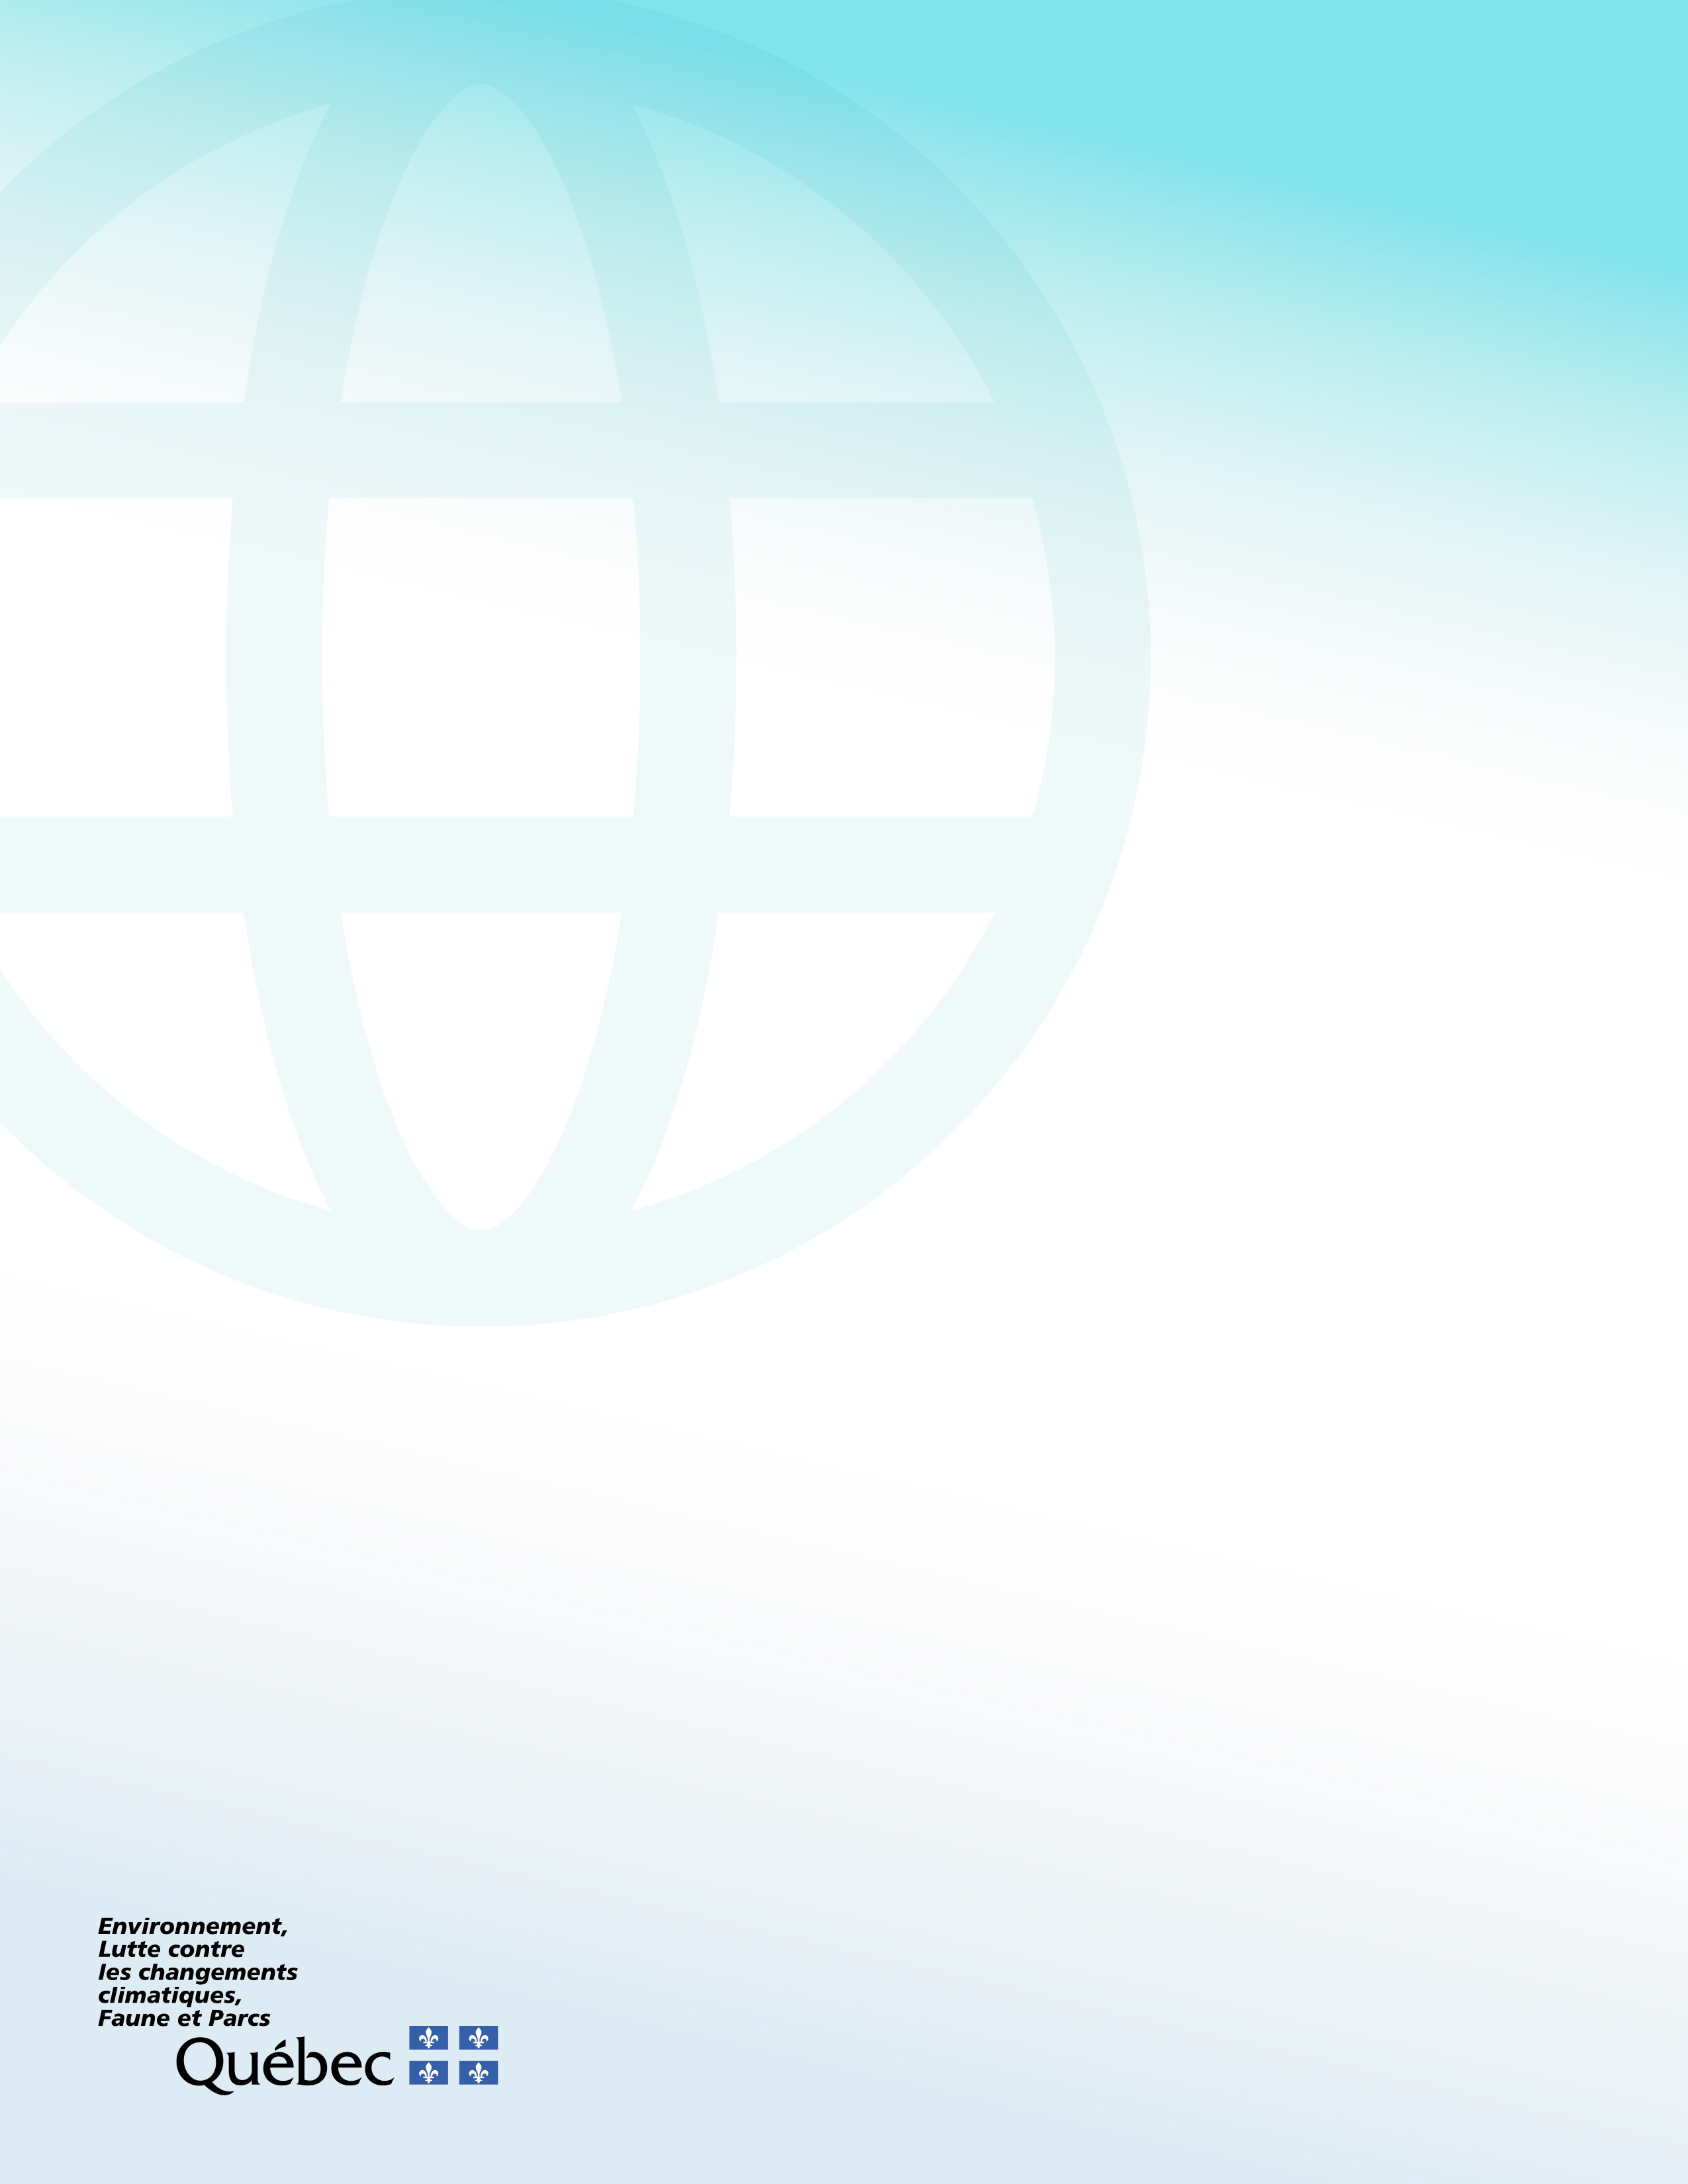 Environnement,
Lutte contre
les changements
climatiques,
Faune et Parcs
Québec